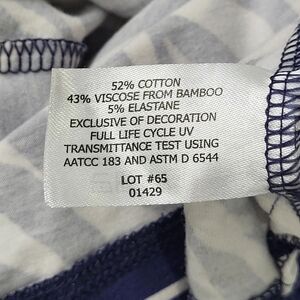 52% COTTON
43% VISCOSE FROM BAMBOO
5% ELASTANE
EXCLUSIVE OF DECORATION
FULL LIFE CYCLE UV
TRANSMITTANCE TEST USING
AATCC 183 AND ASTM D 6544
LOT #65
01429